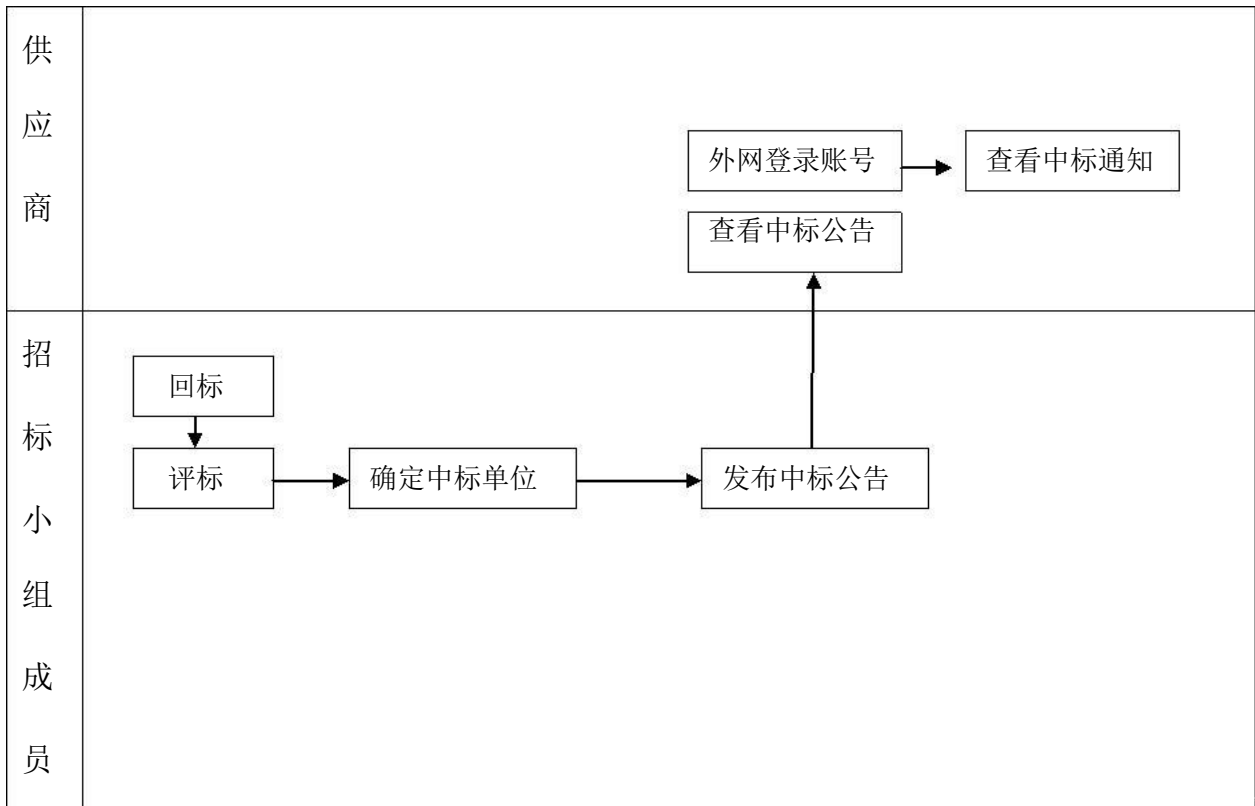 供应商
外网登录账号
查看中标通知
查看中标公告
招标小组成员
回标
评标
确定中标单位
发布中标公告